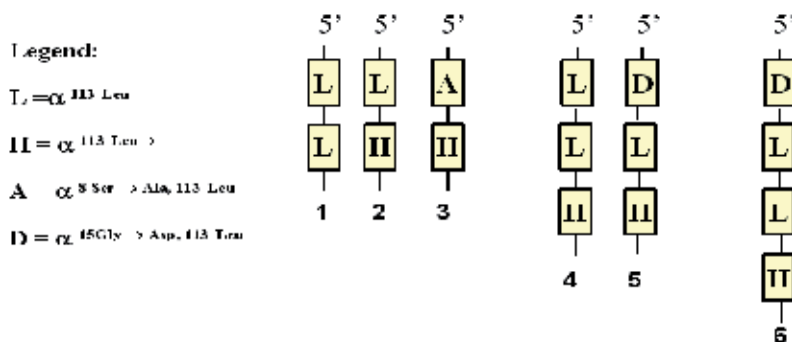 Legend:
L = α 113 Leu
H = α 113 Leu >
A α 8 Ser > Ala, 113 Leu
D = α 15Gly > Asp, 113 Leu
5’ 5’ 5’ 5’ 5’ 5’
L L A L D D
L H H L L L
1 2 3 H H L
4 5 H
6